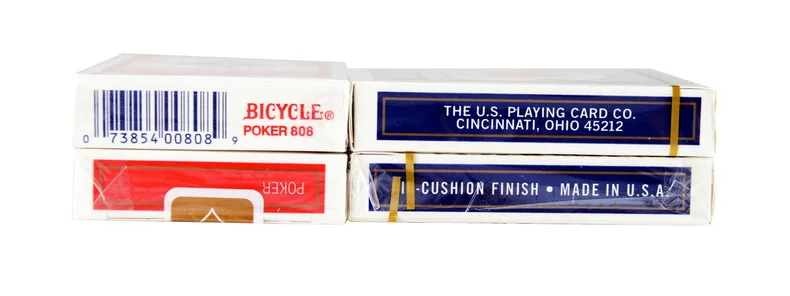 BICYCLE®
POKER 808
0 73854 00808 9
THE U.S. PLAYING CARD CO.
CINCINNATI, OHIO 45212
POKER
-CUSHION FINISH • MADE IN U.S.A.